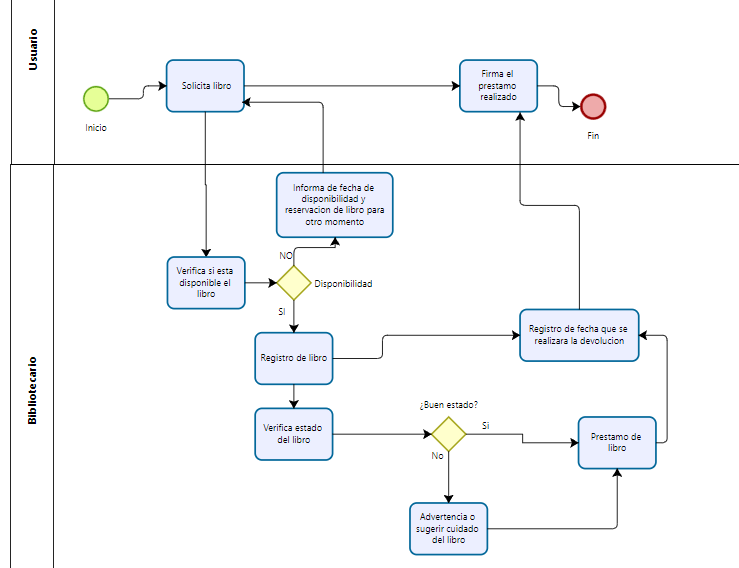 Usuario
Solicita libro
Firma el
prestamo
realizado
Inicio
Fin
Bibliotecario
Informa de fecha de
disponibilidad y
reservacion de libro para
otro momento
NO
Verifica si esta
disponible el
libro
Disponibilidad
SI
Registro de libro
Registro de fecha que se
realizara la devolucion
¿Buen estado?
Verifica estado
del libro
Si
No
Prestamo de
libro
Advertencia o
sugerir cuidado
del libro